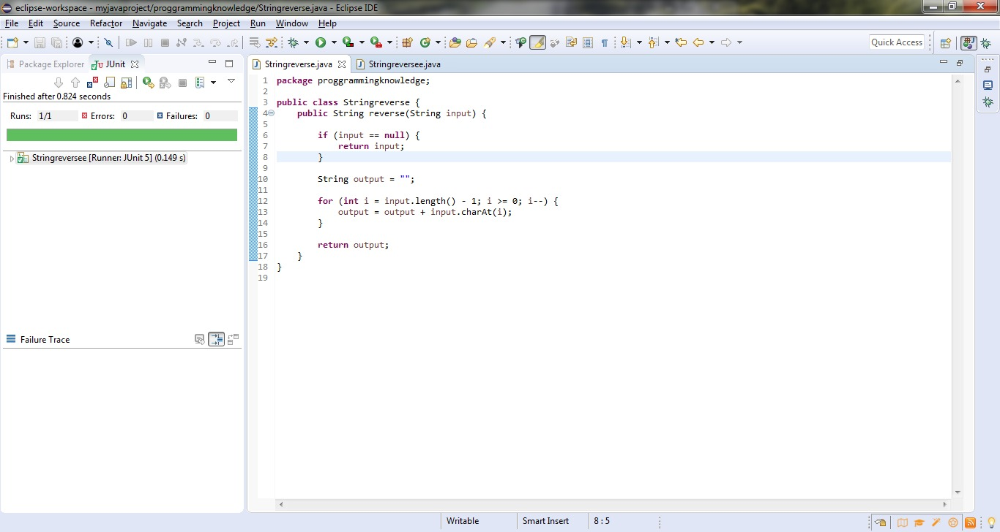 eclipse-workspace - myjavaproject/proggrammingknowledge/Stringreverse.java - Eclipse IDE
File Edit Source Refactor Navigate Search Project Run Window Help
Quick Access
Package Explorer JUnit
Finished after 0.824 seconds
Runs: 1/1 Errors: 0 Failures: 0
Stringreversee [Runner: JUnit 5] (0.149 s)
Failure Trace
Stringreverse.java Stringreversee.java
1 package proggrammingknowledge;
2
3 public class Stringreverse {
4 public String reverse(String input) {
5
6 if (input == null) {
7 return input;
8 }
9
10 String output = "";
11
12 for (int i = input.length() - 1; i >= 0; i--) {
13 output = output + input.charAt(i);
14 }
15
16 return output;
17 }
18 }
19
Writable Smart Insert 8 : 5